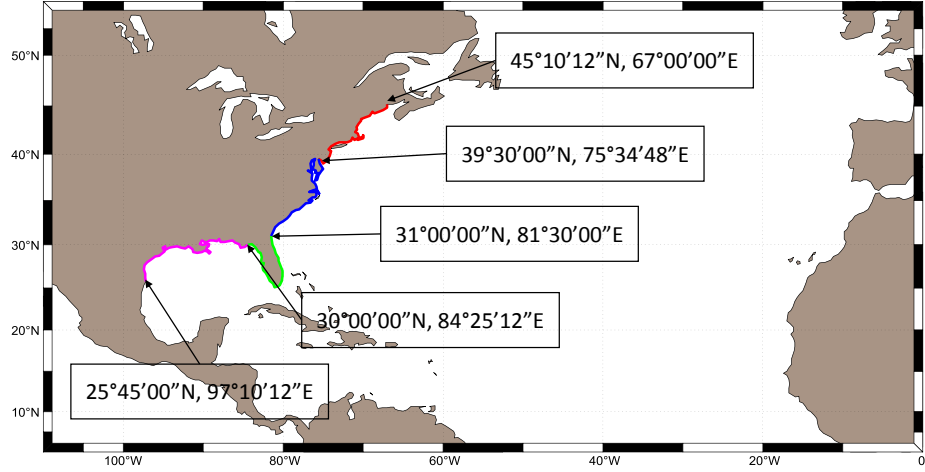 50°N
45°10’12”N, 67°00’00”E
40°N
39°30’00”N, 75°34’48”E
31°00’00”N, 81°30’00”E
30°N
30°00’00”N, 84°25’12”E
20°N
25°45’00”N, 97°10’12”E
10°N
100°W
80°W
60°W
40°W
20°W
0